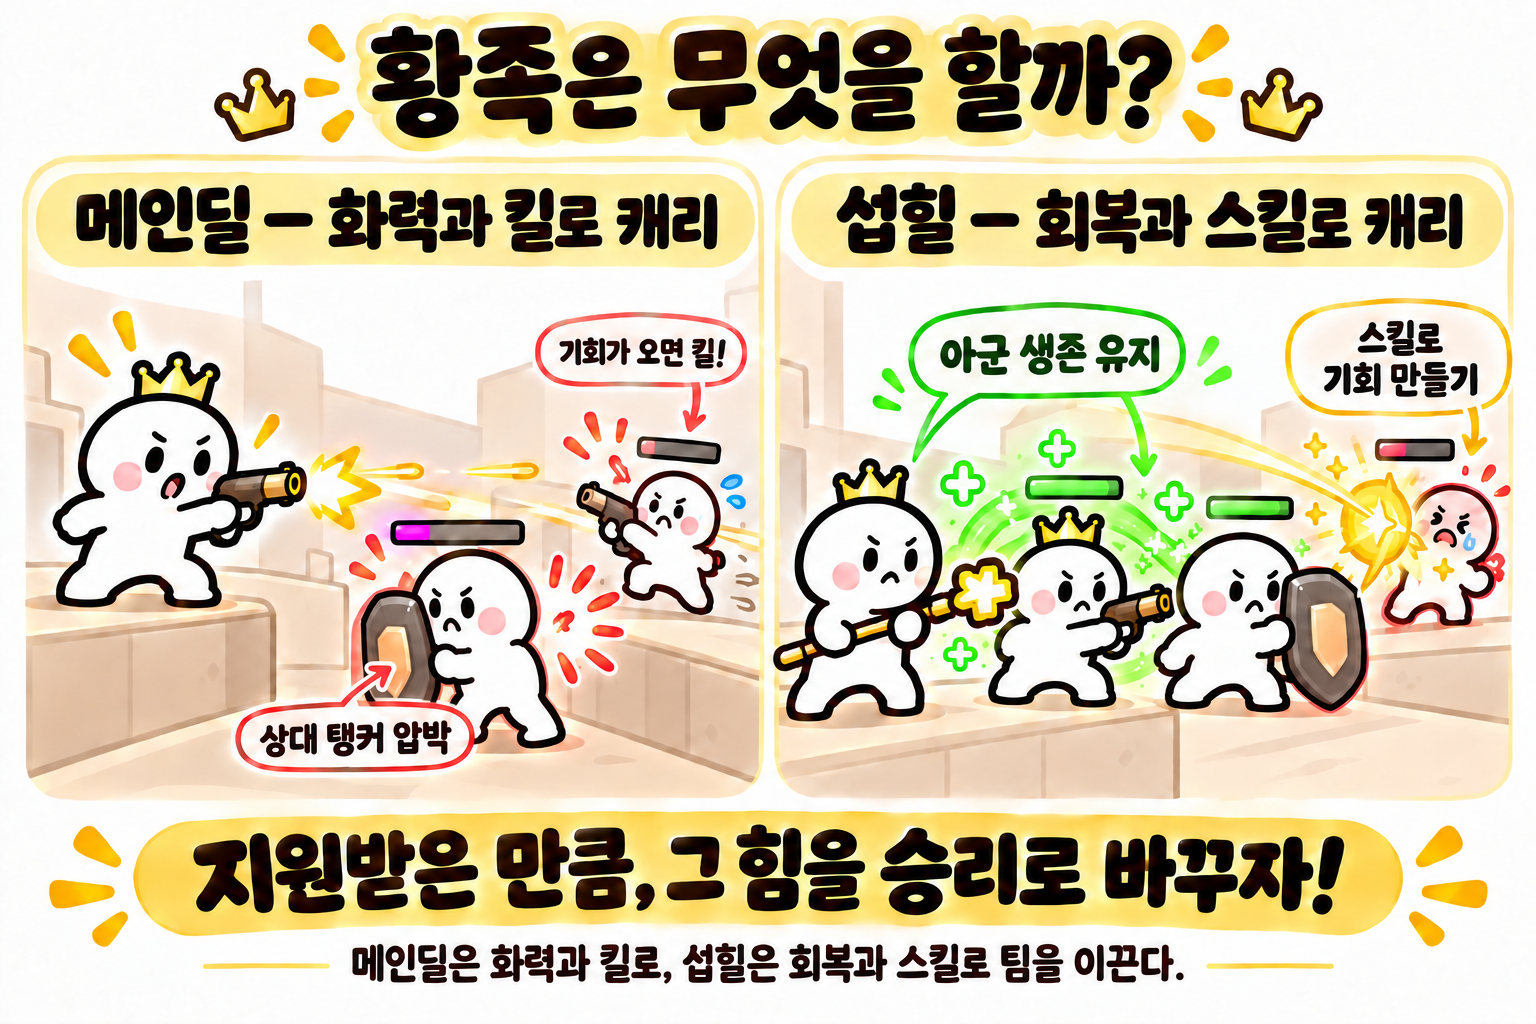 황족은 무엇을 할까?
메인딜 – 화력과 킬로 캐리
기회가 오면 킬!
상대 탱커 압박
섭힐 – 회복과 스킬로 캐리
아군 생존 유지
스킬로
기회 만들기
지원받은 만큼, 그 힘을 승리로 바꾸자!
메인딜은 화력과 킬로, 섭힐은 회복과 스킬로 팀을 이끈다.